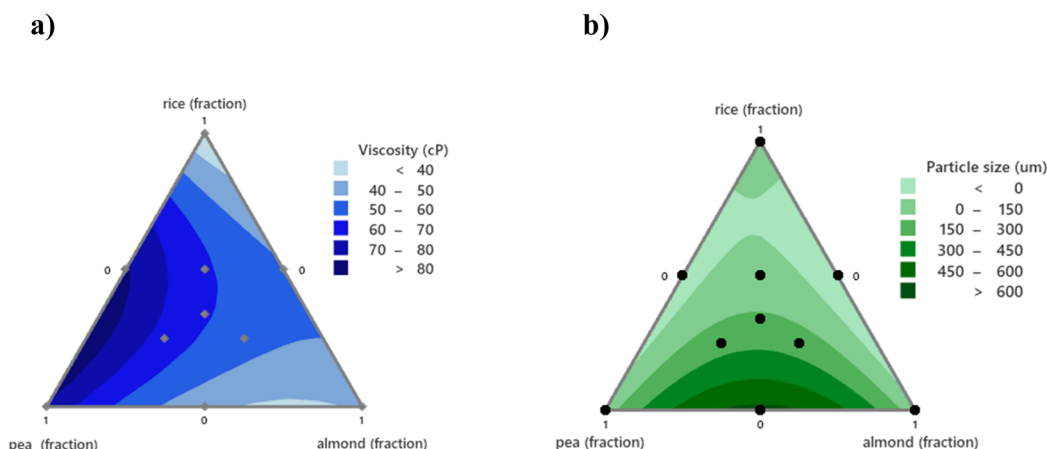 a)
rice (fraction)
1
Viscosity (cP)
< 40
40 – 50
50 – 60
60 – 70
70 – 80
> 80
0
0
1
0
1
pea (fraction)
almond (fraction)
b)
rice (fraction)
1
Particle size (um)
< 0
0 – 150
150 – 300
300 – 450
450 – 600
> 600
0
0
1
0
1
pea (fraction)
almond (fraction)